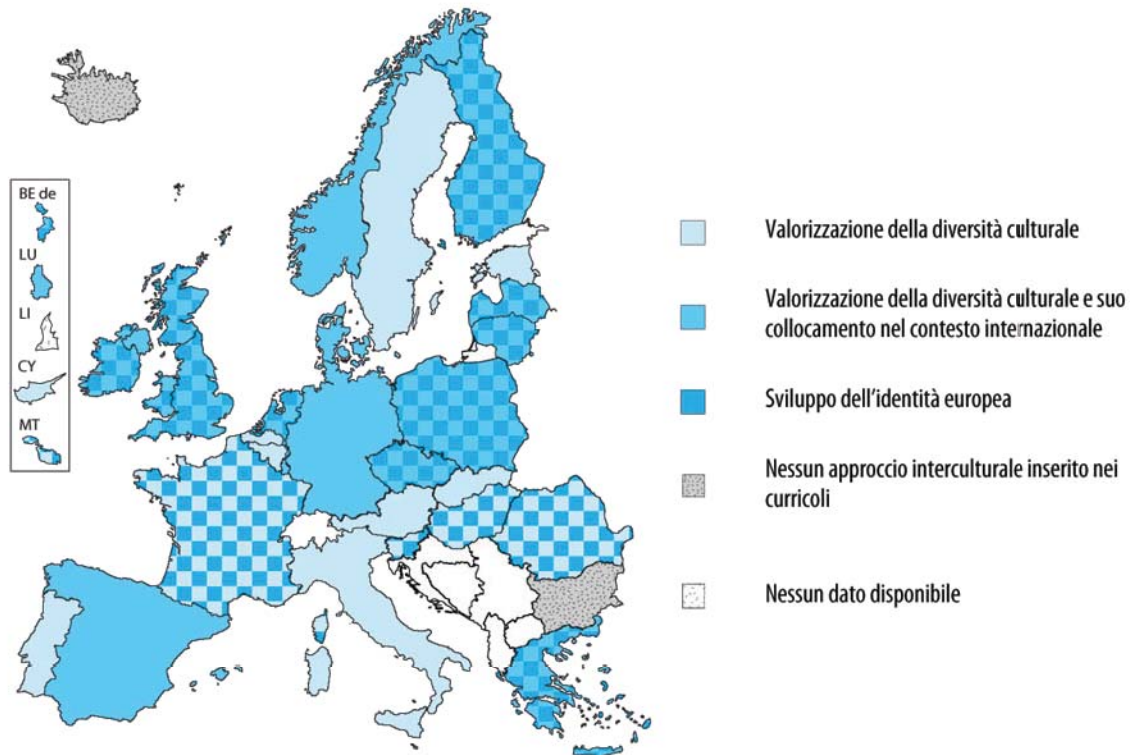 BE de
LU
LI
CY
MT
Valorizzazione della diversità culturale
Valorizzazione della diversità culturale e suo
collocamento nel contesto internazionale
Sviluppo dell'identità europea
Nessun approccio interculturale inserito nei
curricoli
Nessun dato disponibile